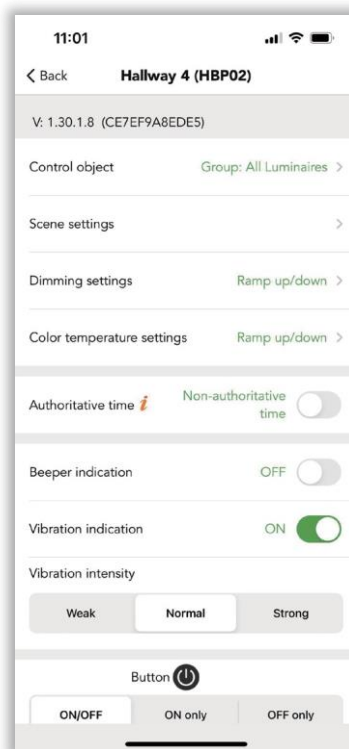 11:01
Back Hallway 4 (HBP02)
V: 1.30.1.8 (CE7EF9A8EDE5)
Control object Group: All Luminaires
Scene settings
Dimming settings Ramp up/down
Color temperature settings Ramp up/down
Authoritative time i Non-authoritative
time
Beeper indication OFF
Vibration indication ON
Vibration intensity
Weak Normal Strong
Button
ON/OFF ON only OFF only